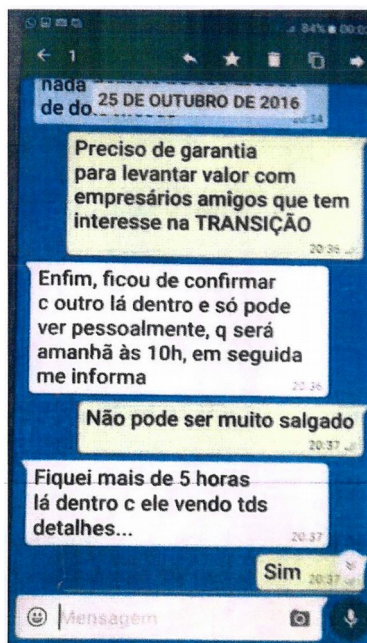 84% 00:0
1
nada
de do
25 DE OUTUBRO DE 2016
20:34
Preciso de garantia
para levantar valor com
empresários amigos que tem
interesse na TRANSIÇÃO
20:36
Enfim, ficou de confirmar
c outro lá dentro e só pode
ver pessoalmente, q será
amanhã às 10h, em seguida
me informa
20:36
Não pode ser muito salgado
20:37
Fiquei mais de 5 horas
lá dentro c ele vendo tds
detalhes...
20:37
Sim
20:37
Mensagem